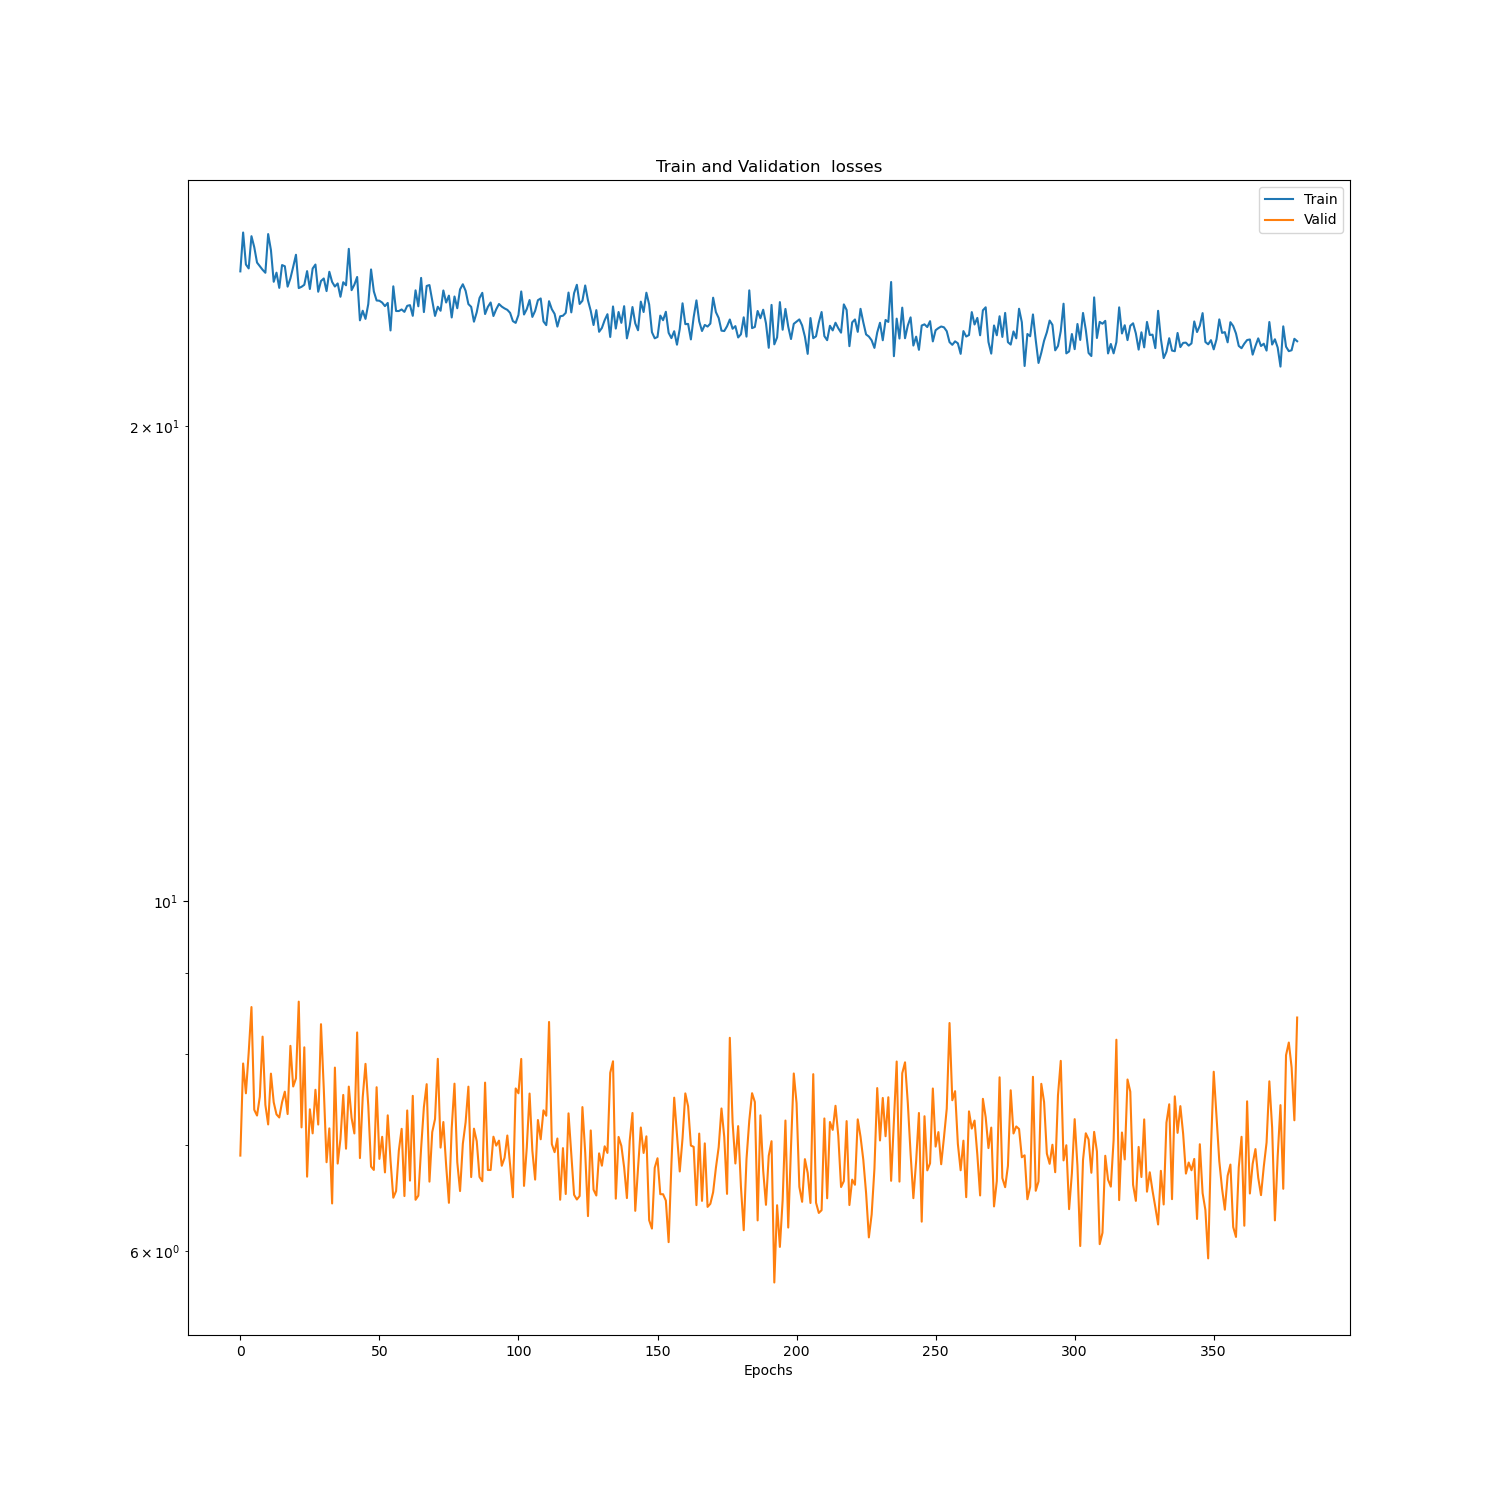 Train and Validation  losses
Train
Valid
2 × 10¹
10¹
6 × 10⁰
0 50 100 150 200 250 300 350
Epochs